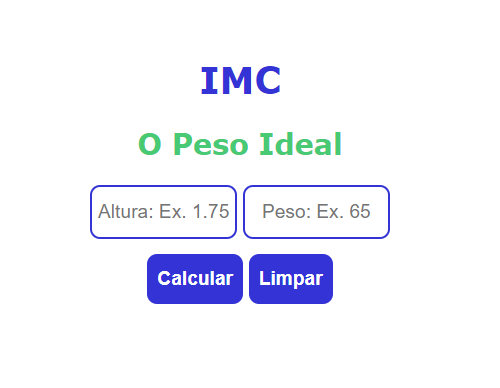 IMC
O Peso Ideal
Altura: Ex. 1.75 Peso: Ex. 65
Calcular Limpar